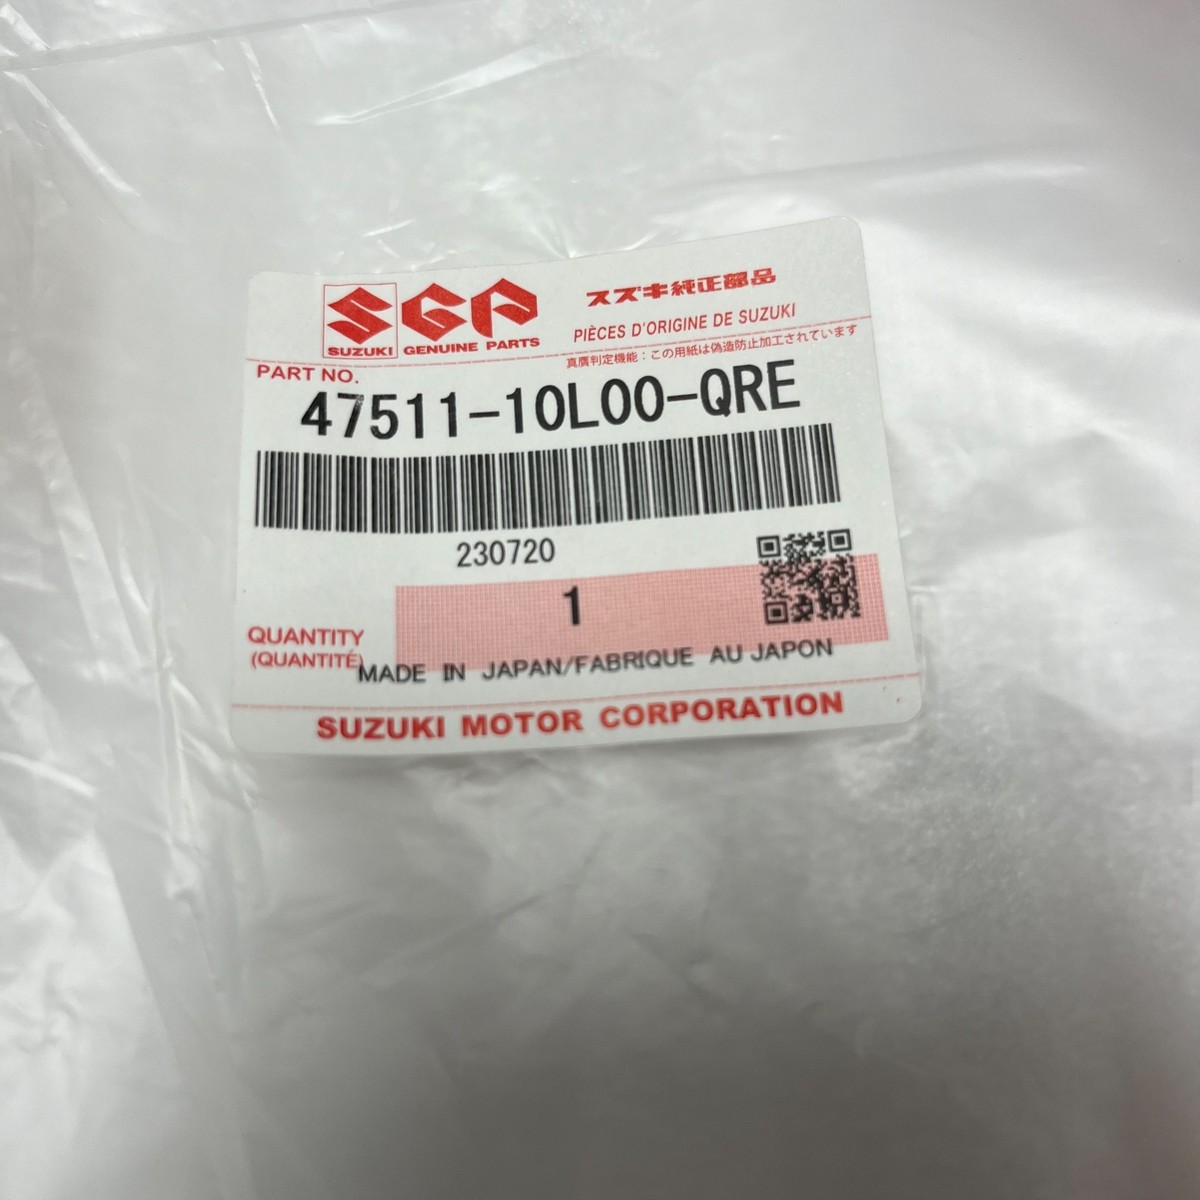 SGP
スズキ純正部品
SUZUKI GENUINE PARTS
PIÈCES D'ORIGINE DE SUZUKI
真贋判定機能:この用紙は偽造防止加工されています
PART NO.
47511-10L00-QRE
230720
1
QUANTITY
(QUANTITÉ)
MADE IN JAPAN/FABRIQUE AU JAPON
SUZUKI MOTOR CORPORATION